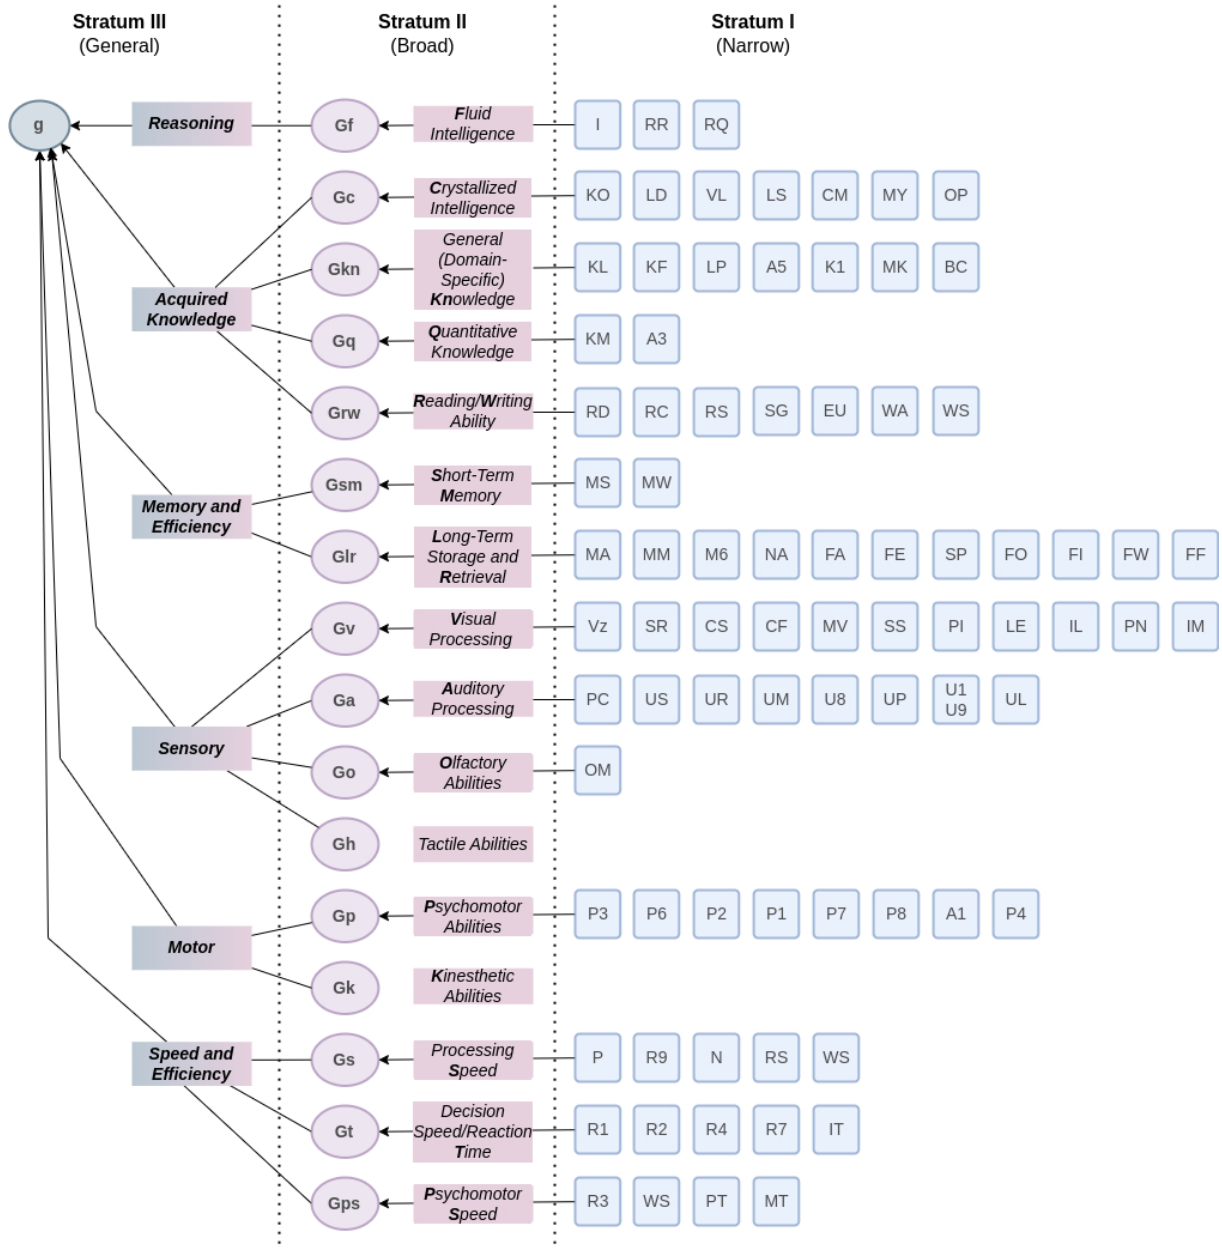 Stratum III
(General)
Stratum II
(Broad)
Stratum I
(Narrow)
g
Reasoning
Gf
Fluid
Intelligence
I RR RQ
Gc
Crystallized
Intelligence
KO LD VL LS CM MY OP
Gkn
General
(Domain-
Specific)
Knowledge
KL KF LP A5 K1 MK BC
Acquired
Knowledge
Gq
Quantitative
Knowledge
KM A3
Grw
Reading/Writing
Ability
RD RC RS SG EU WA WS
Memory and
Efficiency
Gsm
Short-Term
Memory
MS MW
Glr
Long-Term
Storage and
Retrieval
MA MM M6 NA FA FE SP FO FI FW FF
Gv
Visual
Processing
Vz SR CS CF MV SS PI LE IL PN IM
Ga
Auditory
Processing
PC US UR UM U8 UP U1 UL
U9
Sensory
Go
Olfactory
Abilities
OM
Gh
Tactile Abilities
Gp
Psychomotor
Abilities
P3 P6 P2 P1 P7 P8 A1 P4
Motor
Gk
Kinesthetic
Abilities
Speed and
Efficiency
Gs
Processing
Speed
P R9 N RS WS
Gt
Decision
Speed/Reaction
Time
R1 R2 R4 R7 IT
Gps
Psychomotor
Speed
R3 WS PT MT